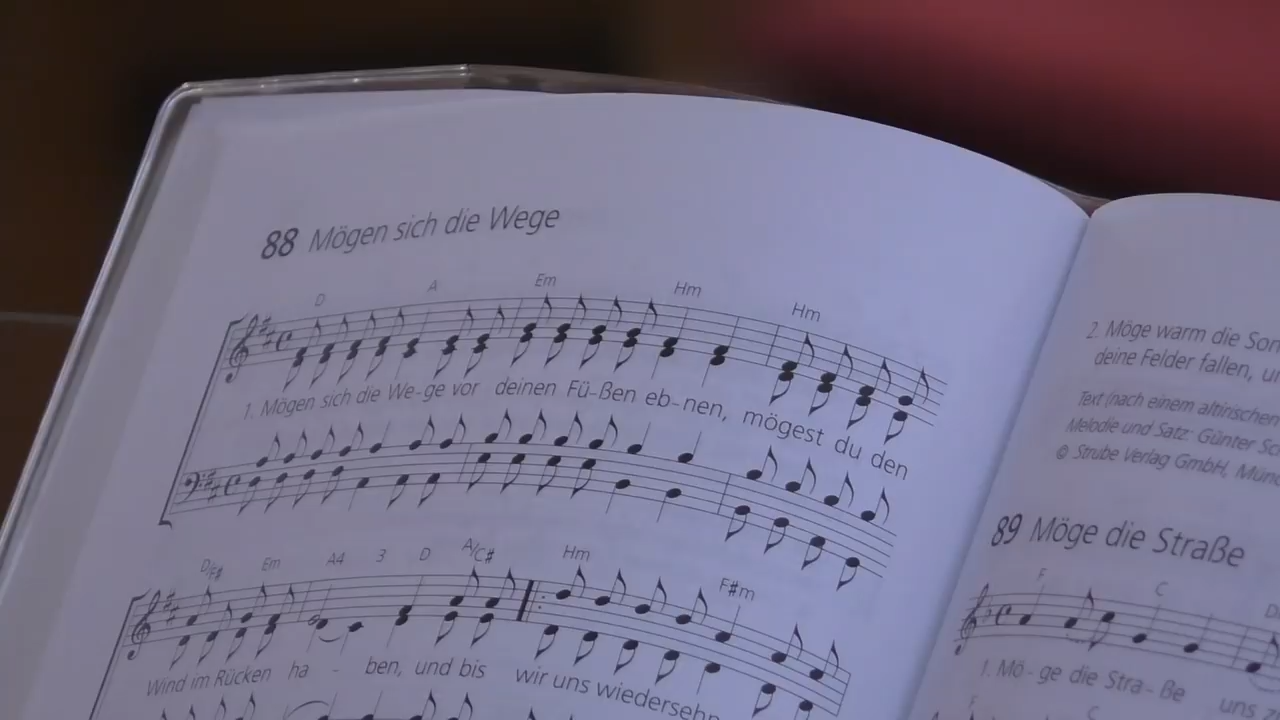 88 Mögen sich die Wege
D A Em Hm Hm
1. Mögen sich die We-ge vor deinen Fü-ßen eb-nen, mögest du den
D/F# Em A4 3 D A/C# Hm F#m
Wind im Rücken ha - ben, und bis wir uns wiedersehn
2. Möge warm die Son
deine Felder fallen, u
Text (nach einem altirischen
Melodie und Satz: Günter Sc
© Strube Verlag GmbH, Mün
89 Möge die Straße
F C D
1. Mö - ge die Stra - ße uns z
F C